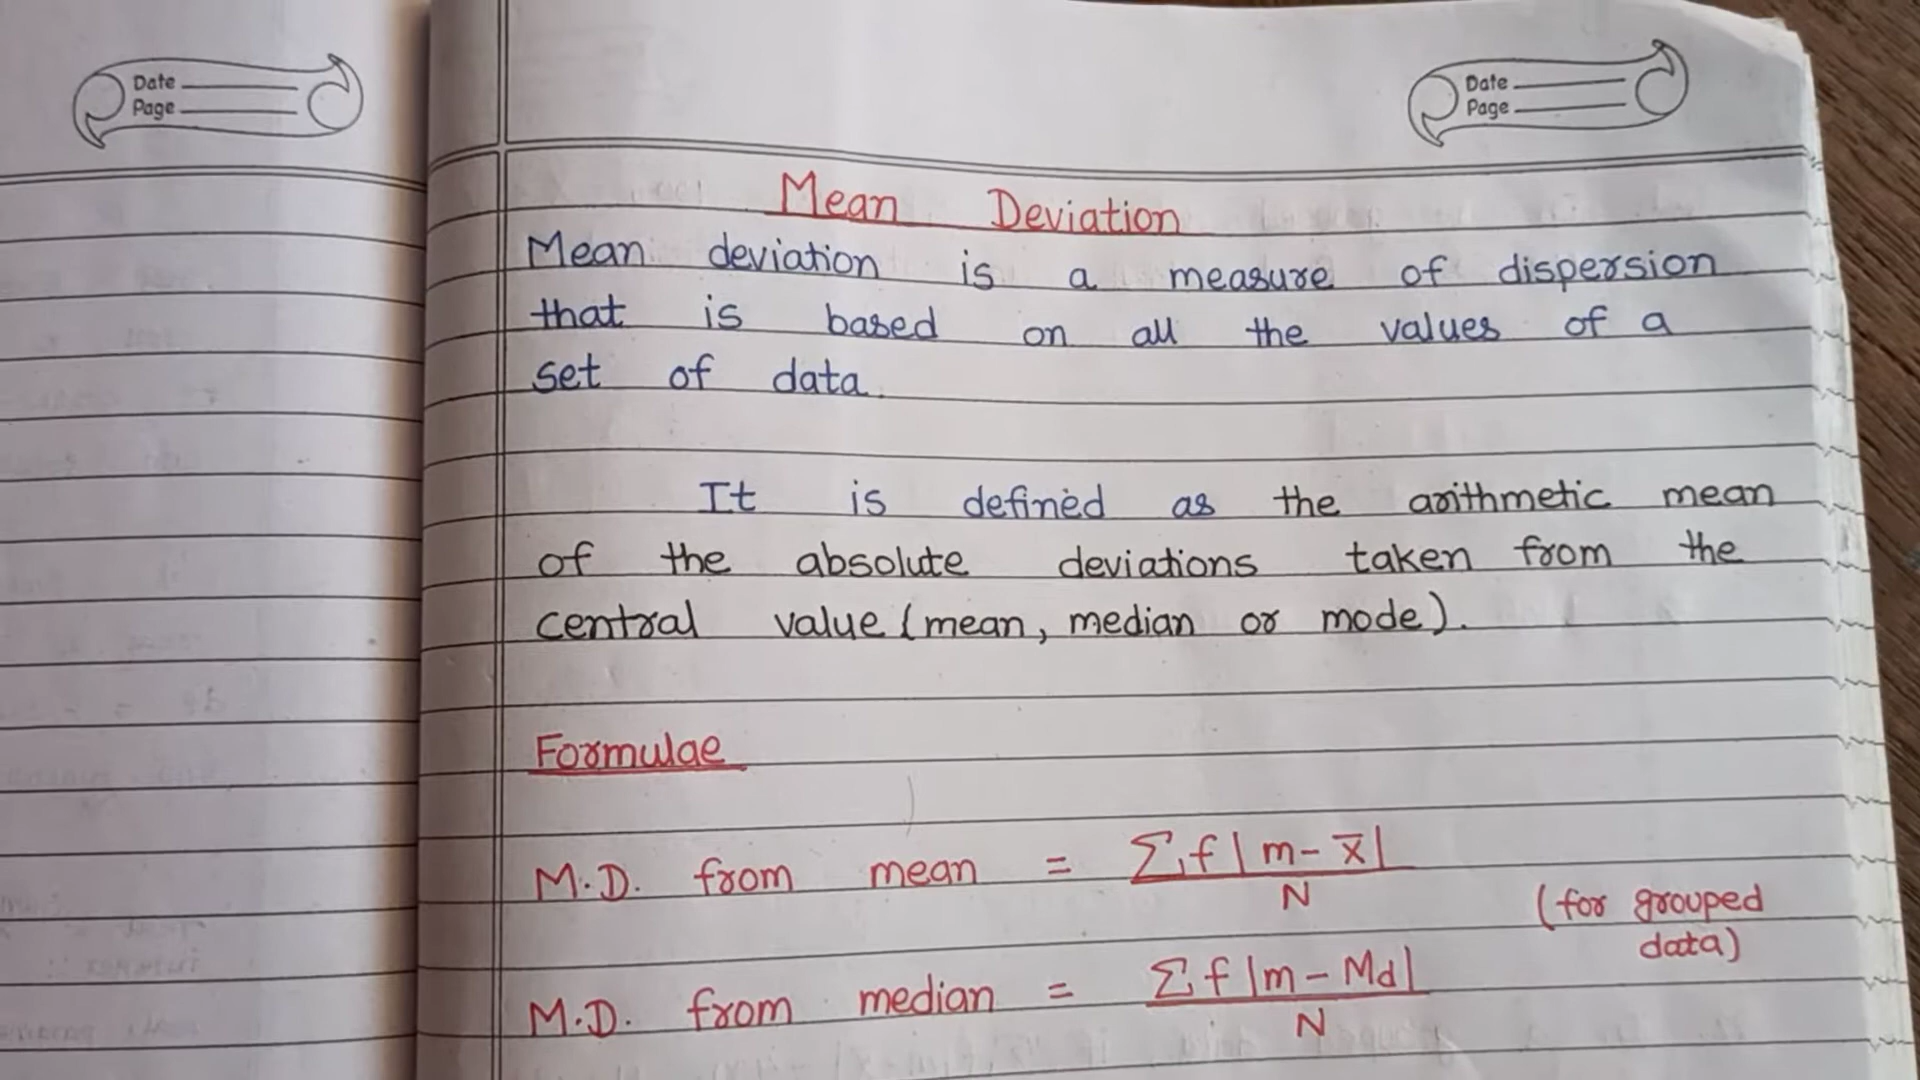 Date
Page
Date
Page
Mean Deviation
Mean deviation is a measure of dispersion
that is based on all the values of a
set of data.
It is defined as the arithmetic mean
of the absolute deviations taken from the
central value (mean, median or mode).
Formulae
M.D. from mean = Σf|m-x̄|
N
(for grouped
data)
M.D. from median = Σf|m-Md|
N